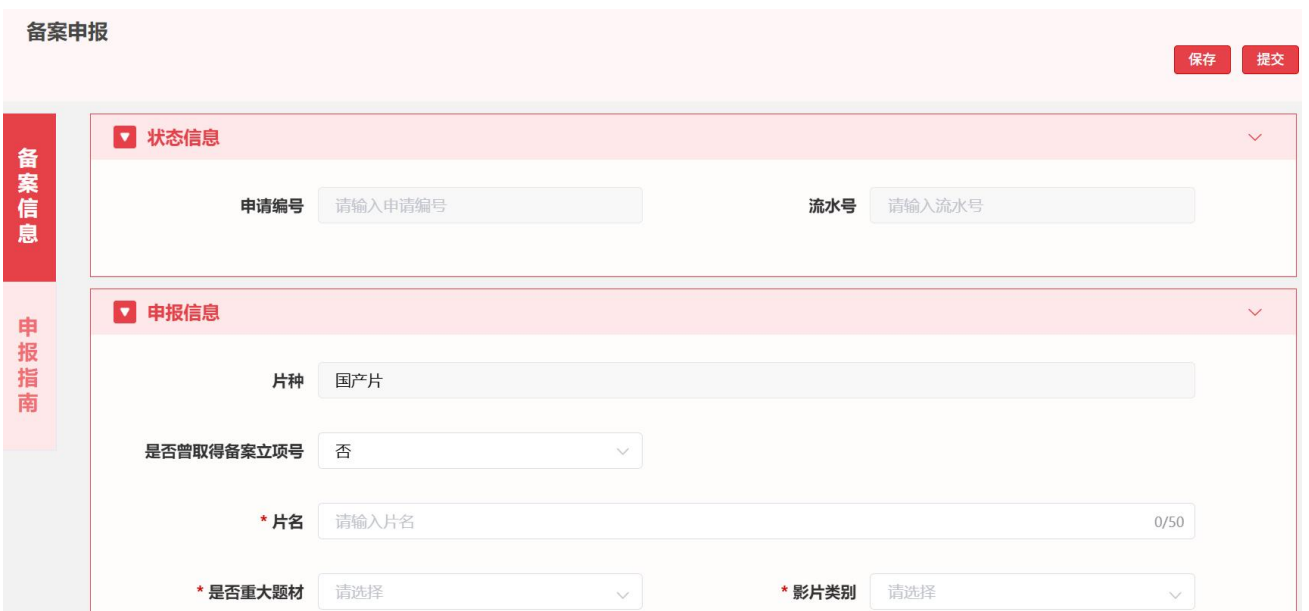 备案申报
保存 提交
备案信息
申报指南
状态信息
申请编号 请输入申请编号 流水号 请输入流水号
申报信息
片种 国产片
是否曾取得备案立项号 否
* 片名 请输入片名 0/50
* 是否重大题材 请选择 * 影片类别 请选择